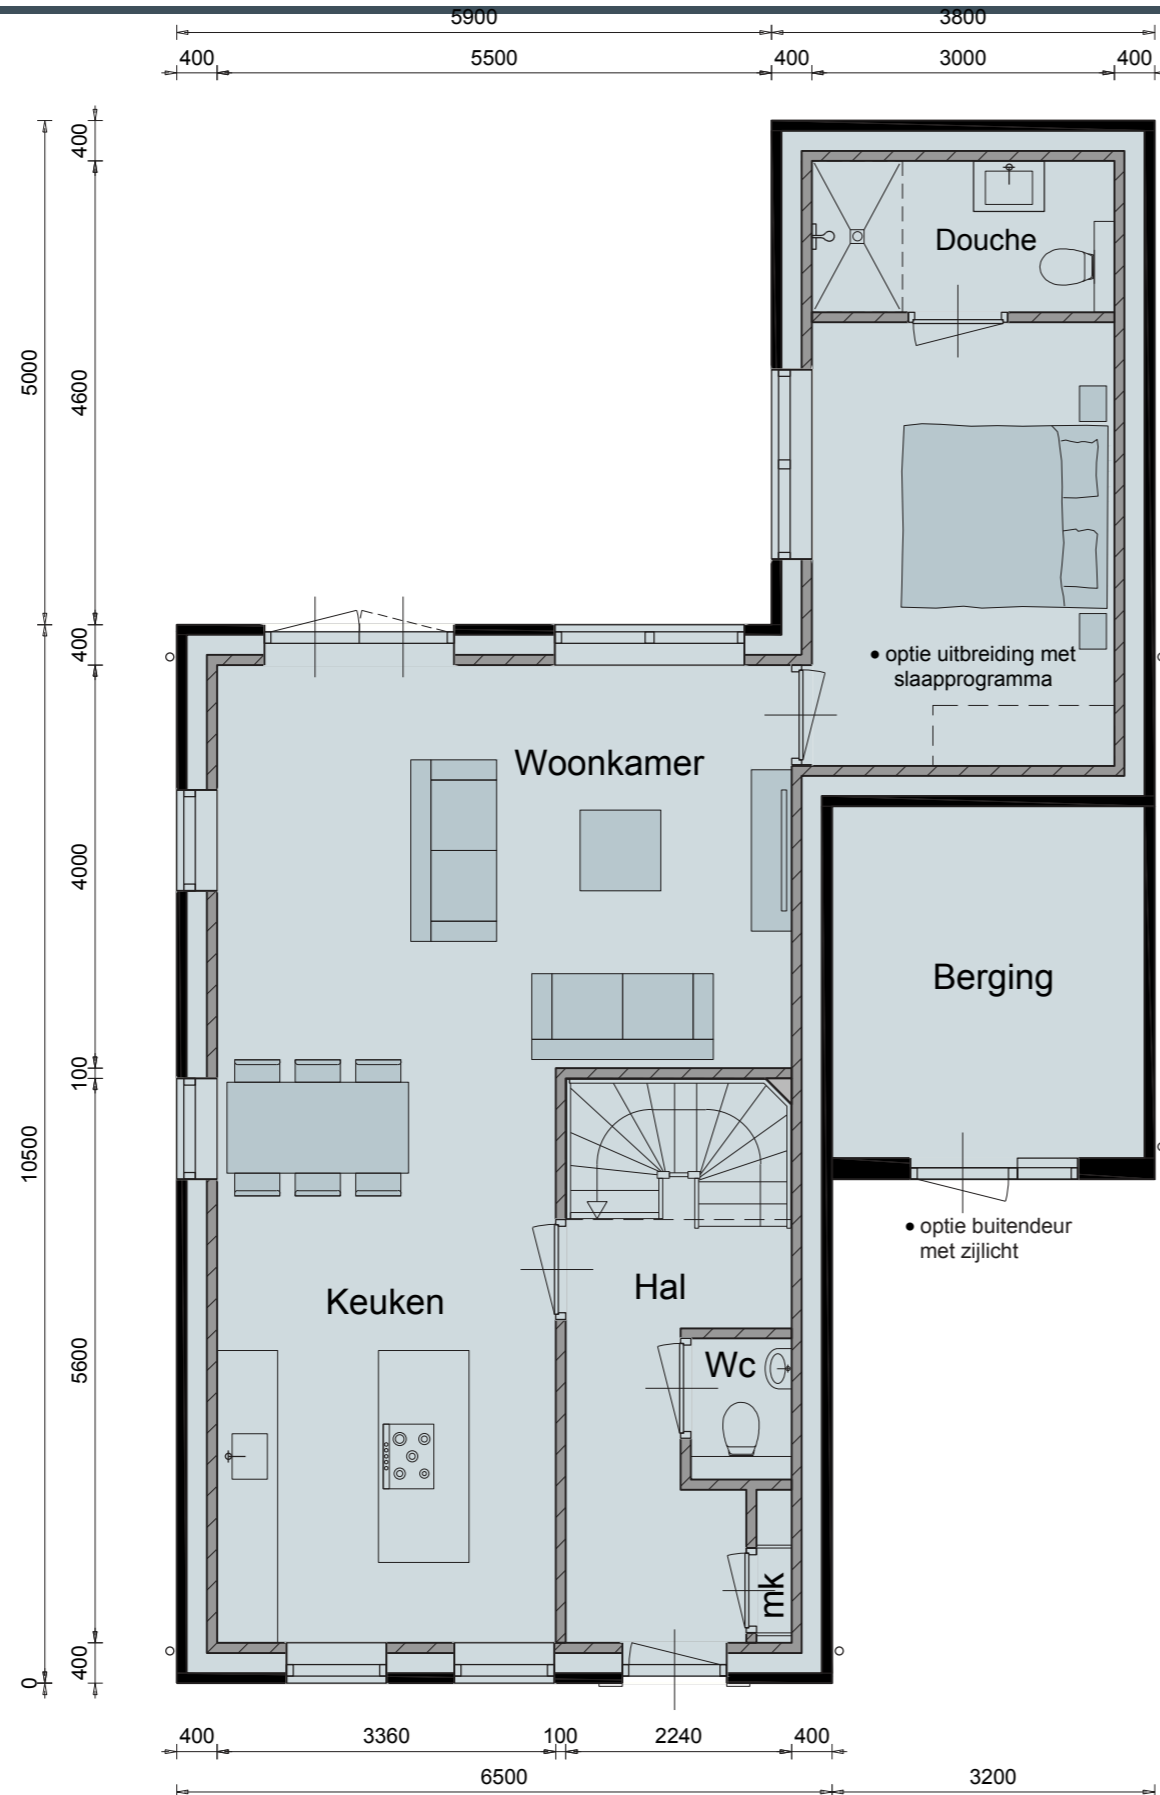 5900 3800
400 5500 400 3000 400
400
5000
4600
Douche
400
• optie uitbreiding met
slaapprogramma
Woonkamer
4000
Berging
100
10500
• optie buitendeur
met zijlicht
Hal
Keuken
5600
Wc
mk
400
0
400 3360 100 2240 400
6500 3200